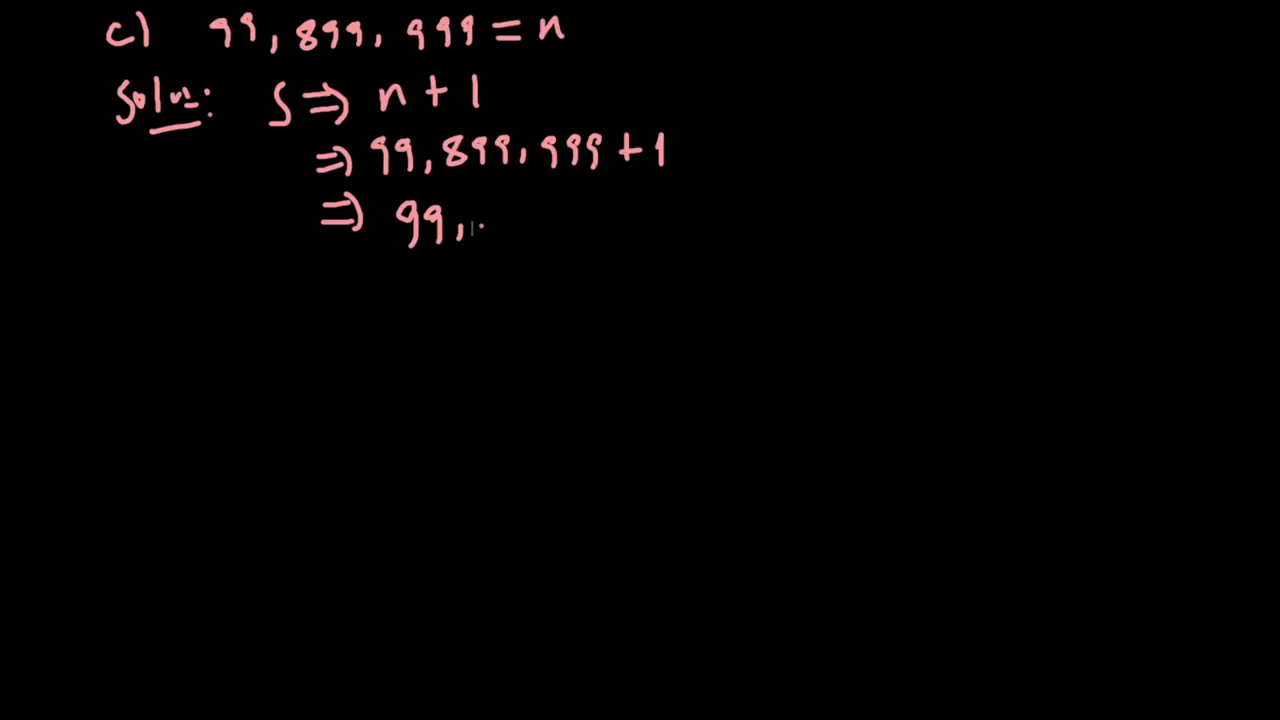 c) 99,899,999 = n
Soln: S ⇒ n + 1
⇒ 99,899,999 + 1
⇒ 99,